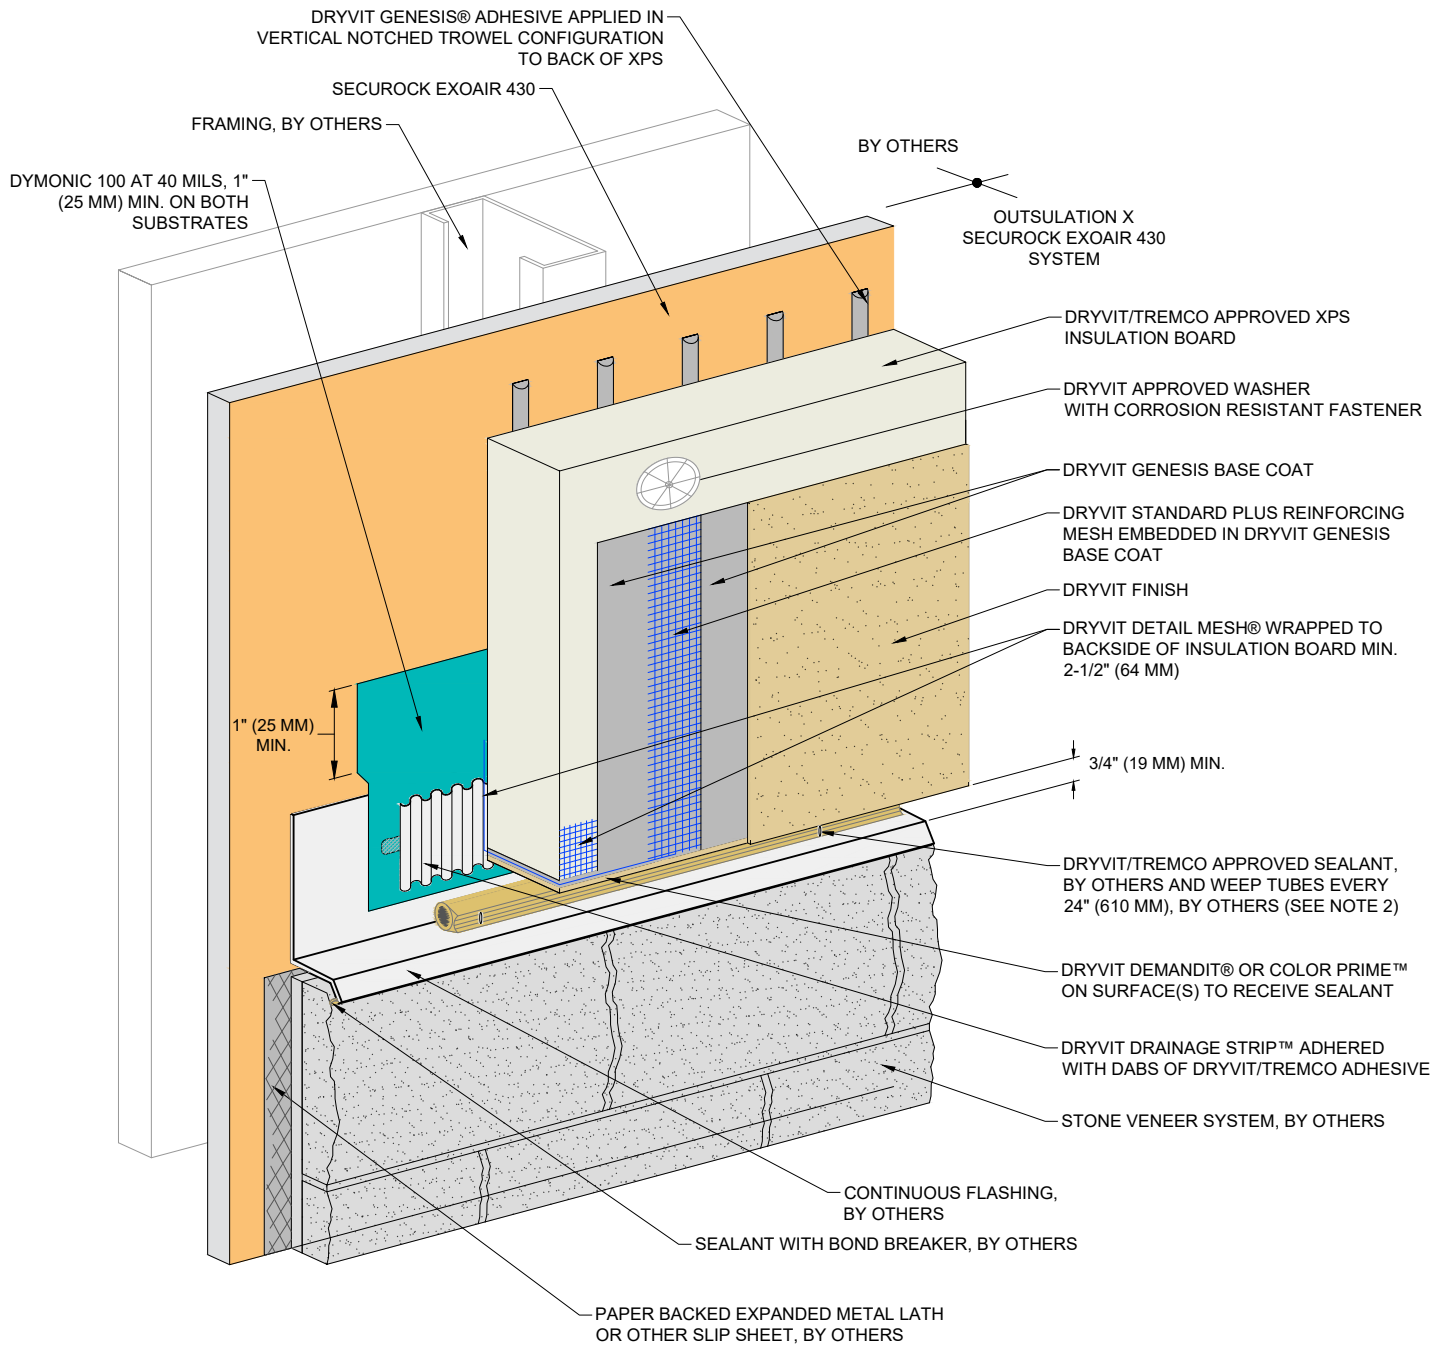 DRYVIT GENESIS® ADHESIVE APPLIED IN
VERTICAL NOTCHED TROWEL CONFIGURATION
TO BACK OF XPS
SECUROCK EXOAIR 430
FRAMING, BY OTHERS
DYMONIC 100 AT 40 MILS, 1"
(25 MM) MIN. ON BOTH
SUBSTRATES
BY OTHERS
OUTSULATION X
SECUROCK EXOAIR 430
SYSTEM
DRYVIT/TREMCO APPROVED XPS
INSULATION BOARD
DRYVIT APPROVED WASHER
WITH CORROSION RESISTANT FASTENER
DRYVIT GENESIS BASE COAT
DRYVIT STANDARD PLUS REINFORCING
MESH EMBEDDED IN DRYVIT GENESIS
BASE COAT
DRYVIT FINISH
DRYVIT DETAIL MESH® WRAPPED TO
BACKSIDE OF INSULATION BOARD MIN.
2-1/2" (64 MM)
1" (25 MM)
MIN.
3/4" (19 MM) MIN.
DRYVIT/TREMCO APPROVED SEALANT,
BY OTHERS AND WEEP TUBES EVERY
24" (610 MM), BY OTHERS (SEE NOTE 2)
DRYVIT DEMANDIT® OR COLOR PRIME™
ON SURFACE(S) TO RECEIVE SEALANT
DRYVIT DRAINAGE STRIP™ ADHERED
WITH DABS OF DRYVIT/TREMCO ADHESIVE
STONE VENEER SYSTEM, BY OTHERS
CONTINUOUS FLASHING,
BY OTHERS
SEALANT WITH BOND BREAKER, BY OTHERS
PAPER BACKED EXPANDED METAL LATH
OR OTHER SLIP SHEET, BY OTHERS